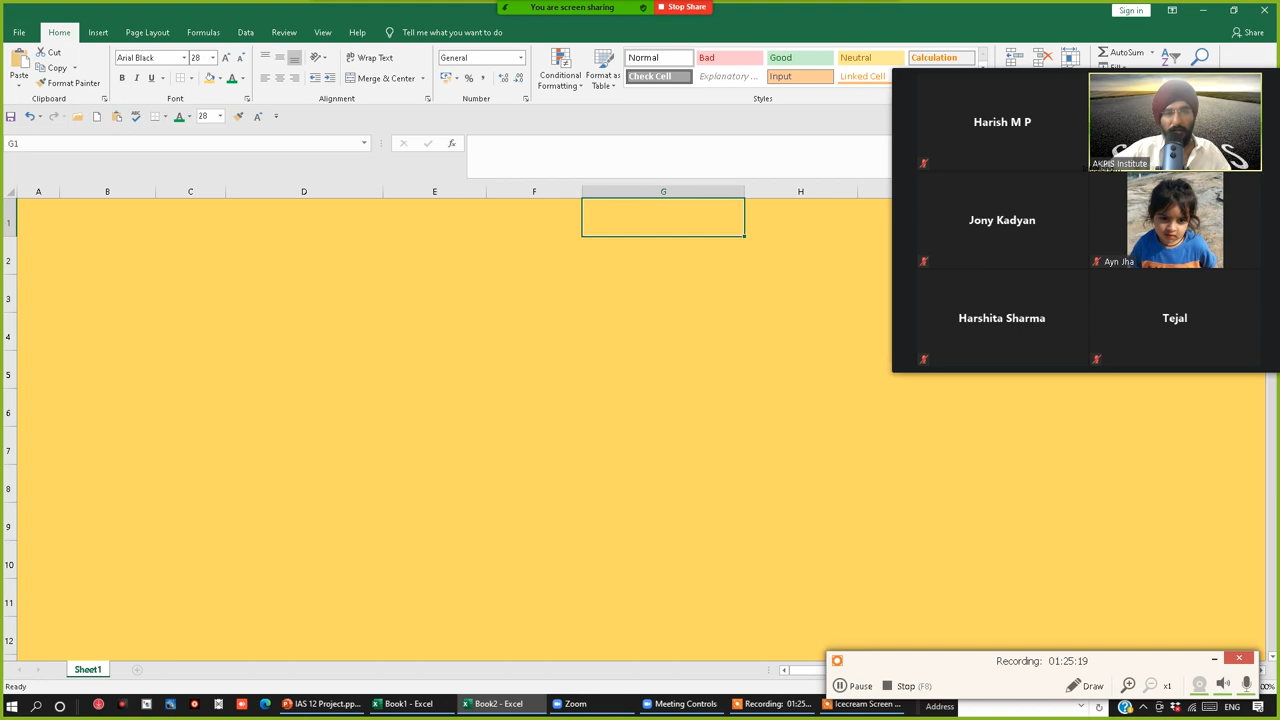 You are screen sharing
Stop Share
Sign in
File Home Insert Page Layout Formulas Data Review View Help Tell me what you want to do
Share
Paste
Cut
Copy
Format Painter
Clipboard
Arial Black 28
B I U
Font
Wrap Text
Merge & Center
Alignment
General
Number
Conditional Formatting
Format as Table
Normal Bad Good Neutral Calculation
Check Cell Explanatory ... Input Linked Cell
Styles
AutoSum
28
G1
A B C D E F G H
1
2
3
4
5
6
7
8
9
10
11
12
Harish M P
AKPIS Institute
Jony Kadyan
Ayn Jha
Harshita Sharma
Tejal
Sheet1
Ready
Recording: 01:25:19
Pause Stop (F8) Draw x1
IAS 12 Project.pp... Book1 - Excel Book2 - Excel Zoom Meeting Controls Recording: 01:25... Icecream Screen ... Address ENG